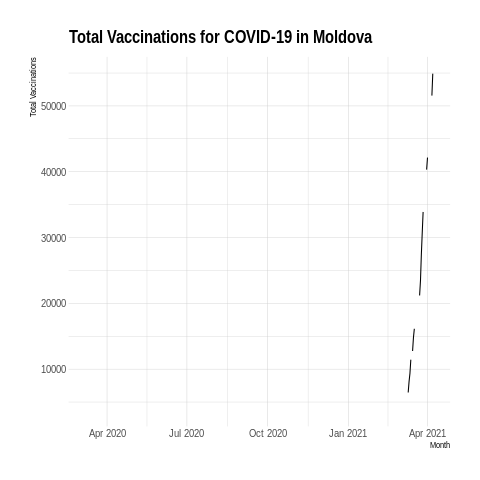 Total Vaccinations for COVID-19 in Moldova
Total Vaccinations
50000
40000
30000
20000
10000
Apr 2020 Jul 2020 Oct 2020 Jan 2021 Apr 2021
Month